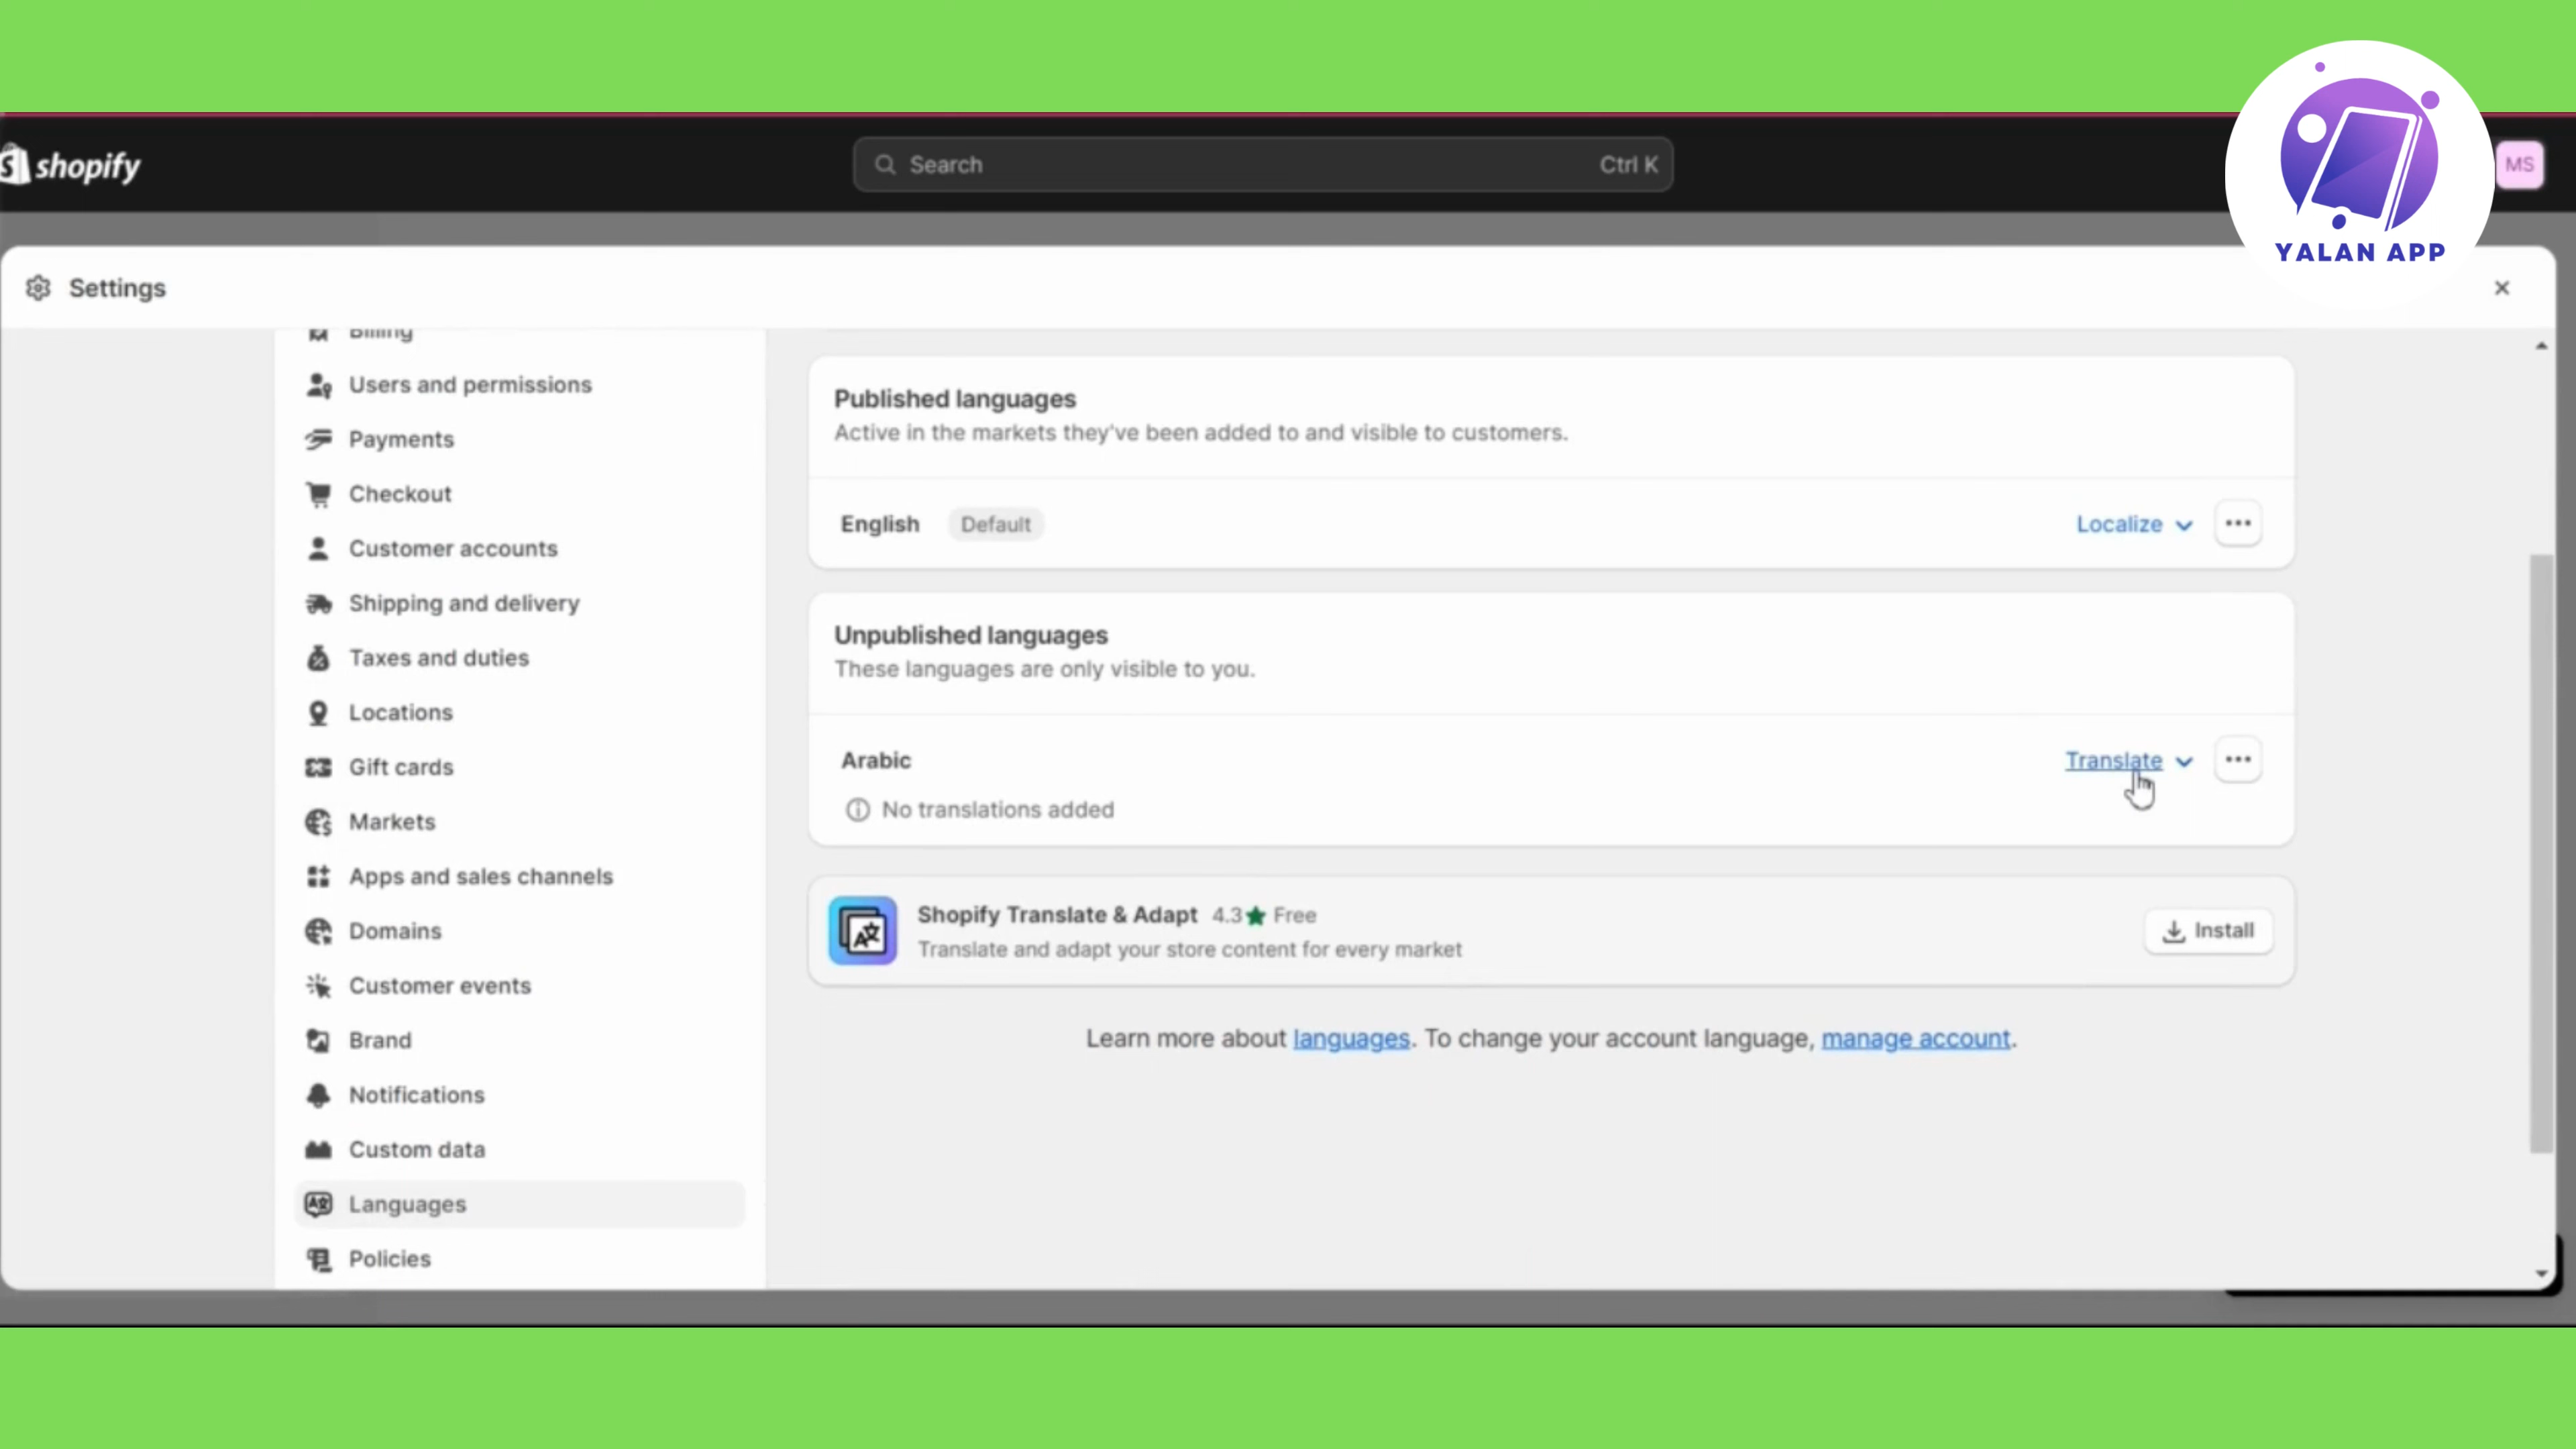 shopify
Search Ctrl K
MS
YALAN APP
Settings
Billing
Users and permissions
Payments
Checkout
Customer accounts
Shipping and delivery
Taxes and duties
Locations
Gift cards
Markets
Apps and sales channels
Domains
Customer events
Brand
Notifications
Custom data
Languages
Policies
Published languages
Active in the markets they've been added to and visible to customers.
English Default Localize
Unpublished languages
These languages are only visible to you.
Arabic Translate
No translations added
Shopify Translate & Adapt 4.3★ Free
Translate and adapt your store content for every market
Install
Learn more about languages. To change your account language, manage account.